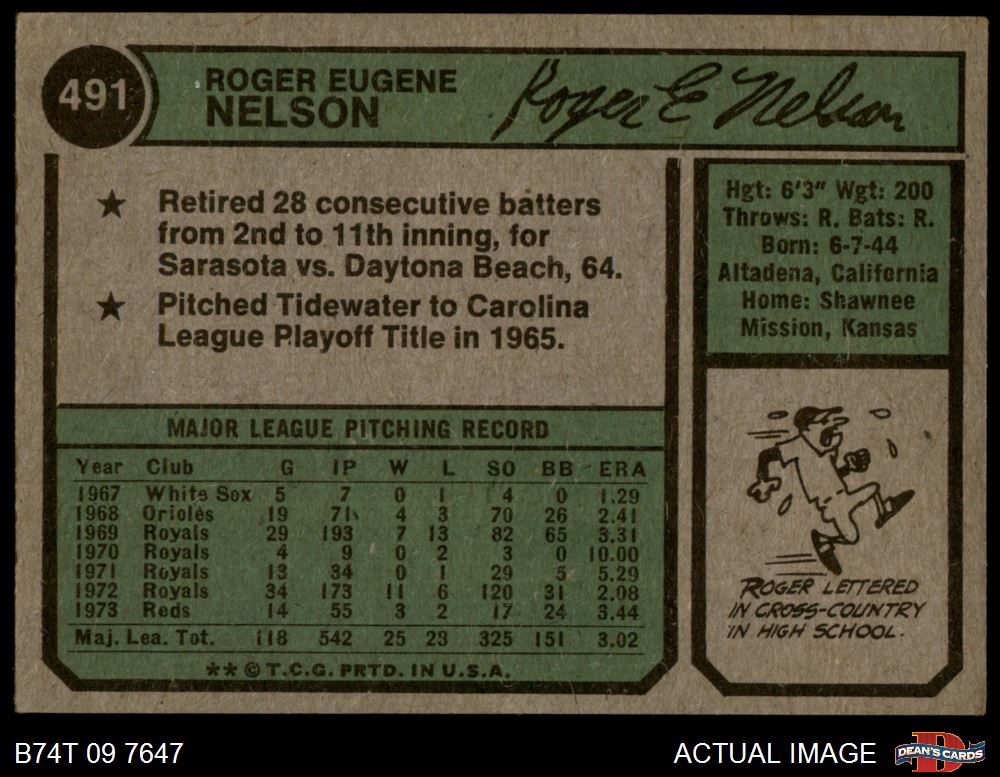 491
ROGER EUGENE
NELSON
Roger E Nelson
★ Retired 28 consecutive batters
from 2nd to 11th inning, for
Sarasota vs. Daytona Beach, 64.
★ Pitched Tidewater to Carolina
League Playoff Title in 1965.
Hgt: 6'3" Wgt: 200
Throws: R. Bats: R.
Born: 6-7-44
Altadena, California
Home: Shawnee
Mission, Kansas
MAJOR LEAGUE PITCHING RECORD
Year Club G IP W L SO BB ERA
1967 White Sox 5 7 0 1 4 0 1.29
1968 Orioles 19 71 4 3 70 26 2.41
1969 Royals 29 193 7 13 82 65 3.31
1970 Royals 4 9 0 2 3 0 10.00
1971 Royals 13 34 0 1 29 5 5.29
1972 Royals 34 173 11 6 120 31 2.08
1973 Reds 14 55 3 2 17 24 3.44
Maj. Lea. Tot. 118 542 25 28 325 151 3.02
** © T.C.G. PRTD. IN U.S.A.
ROGER LETTERED
IN CROSS-COUNTRY
IN HIGH SCHOOL.
B74T 09 7647
ACTUAL IMAGE
D
DEAN'S CARDS